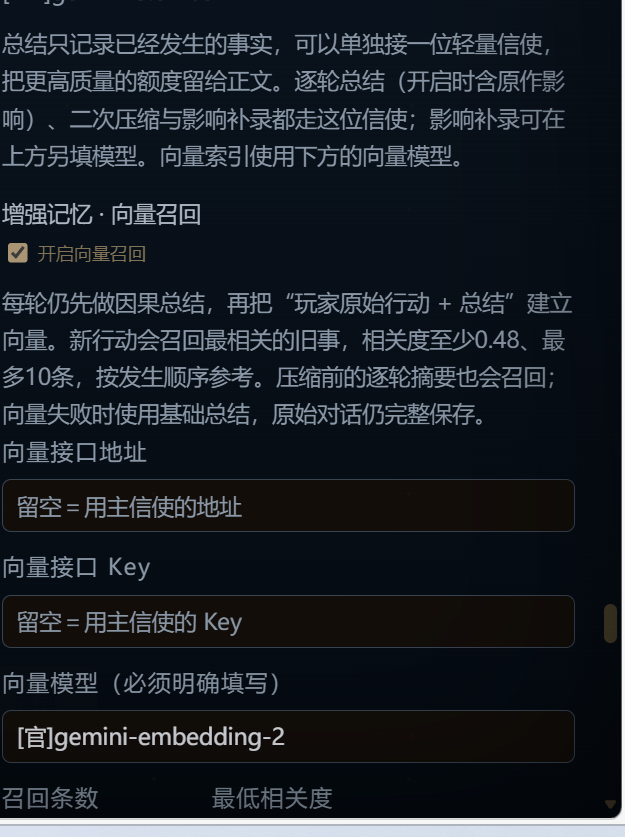 总结只记录已经发生的事实，可以单独接一位轻量信使，
把更高质量的额度留给正文。逐轮总结（开启时含原作影
响）、二次压缩与影响补录都走这位信使；影响补录可在
上方另填模型。向量索引使用下方的向量模型。
增强记忆 · 向量召回
开启向量召回
每轮仍先做因果总结，再把“玩家原始行动 + 总结”建立
向量。新行动会召回最相关的旧事，相关度至少0.48、最
多10条，按发生顺序参考。压缩前的逐轮摘要也会召回；
向量失败时使用基础总结，原始对话仍完整保存。
向量接口地址
留空 = 用主信使的地址
向量接口 Key
留空 = 用主信使的 Key
向量模型（必须明确填写）
[官]gemini-embedding-2
召回条数 最低相关度